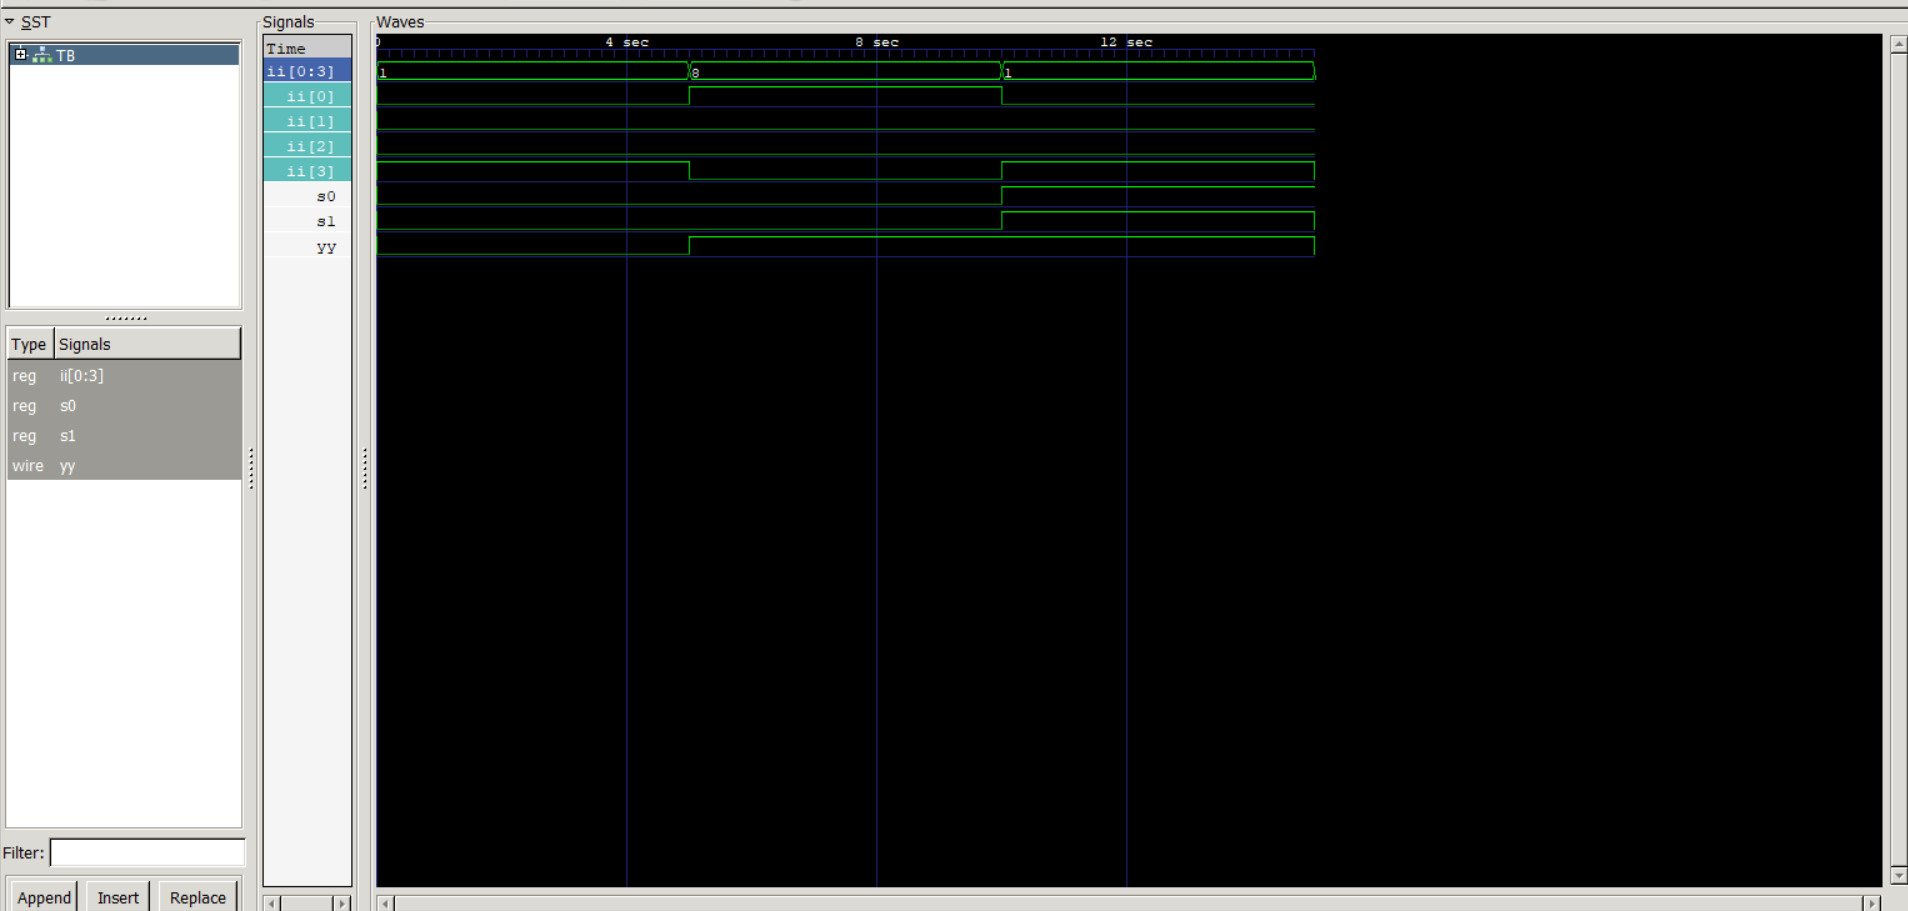 SST
TB
Type Signals
reg ii[0:3]
reg s0
reg s1
wire yy
Filter:
Append Insert Replace
Signals
Time
ii[0:3]
ii[0]
ii[1]
ii[2]
ii[3]
s0
s1
yy
Waves
0 4 sec 8 sec 12 sec
1 8 1